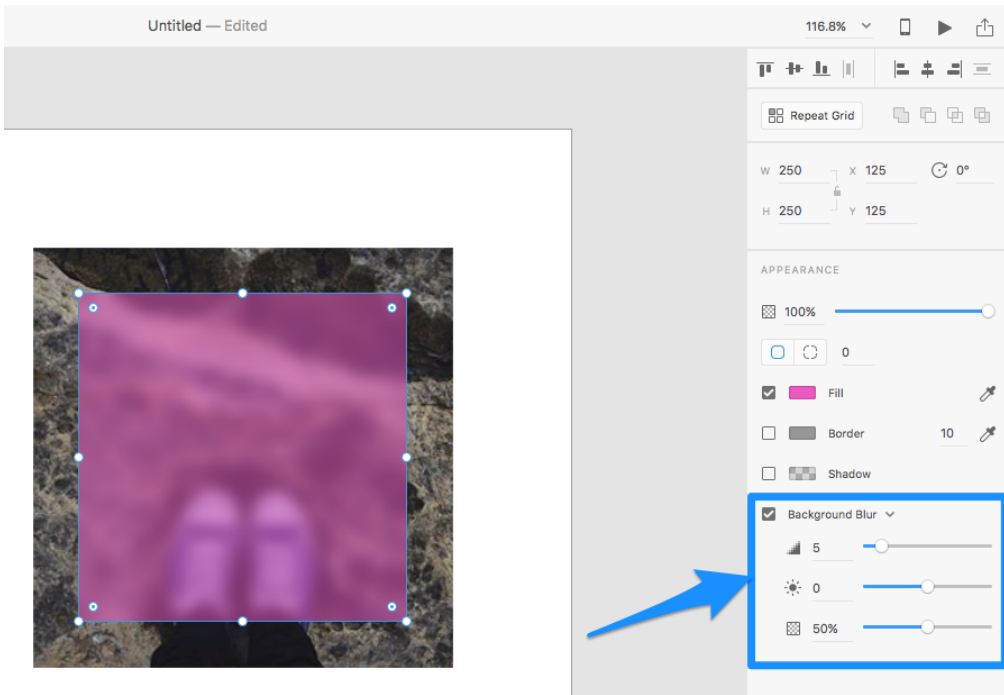 Untitled — Edited
116.8%
Repeat Grid
W 250 X 125 0°
H 250 Y 125
APPEARANCE
100%
0
Fill
Border 10
Shadow
Background Blur
5
0
50%